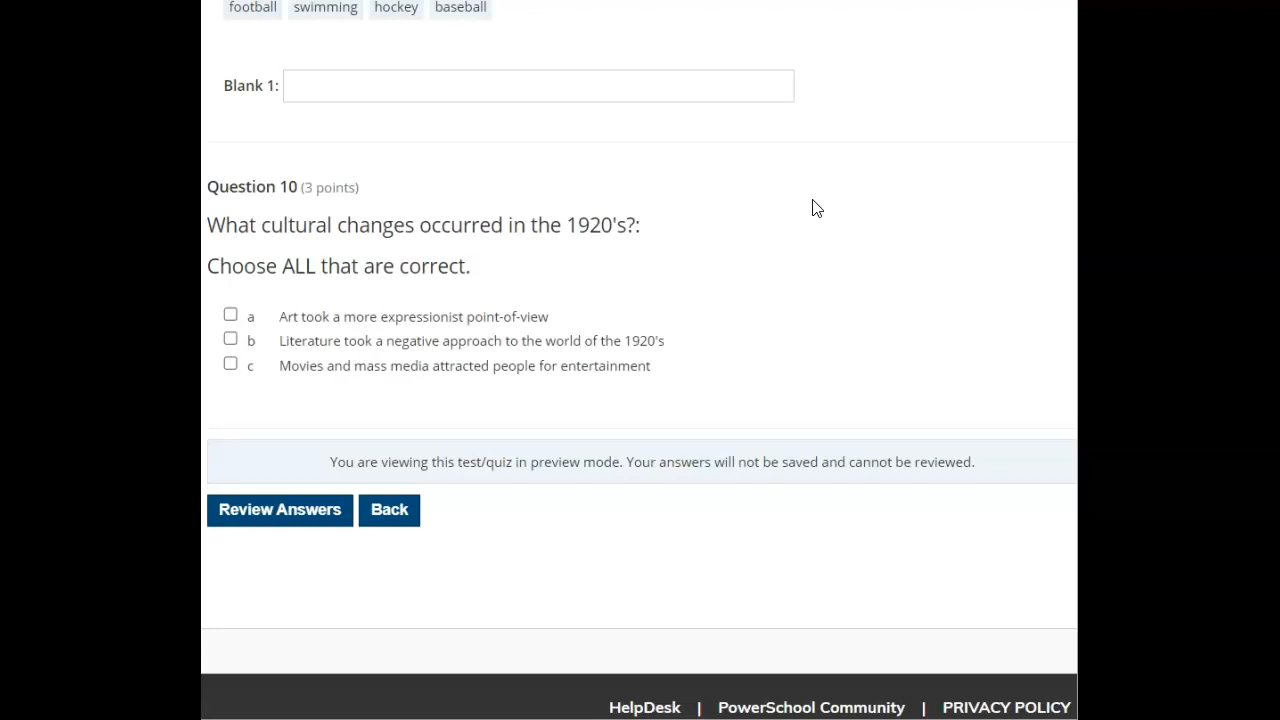 football swimming hockey baseball
Blank 1:
Question 10 (3 points)
What cultural changes occurred in the 1920's?:
Choose ALL that are correct.
a Art took a more expressionist point-of-view
b Literature took a negative approach to the world of the 1920's
c Movies and mass media attracted people for entertainment
You are viewing this test/quiz in preview mode. Your answers will not be saved and cannot be reviewed.
Review Answers Back
HelpDesk | PowerSchool Community | PRIVACY POLICY